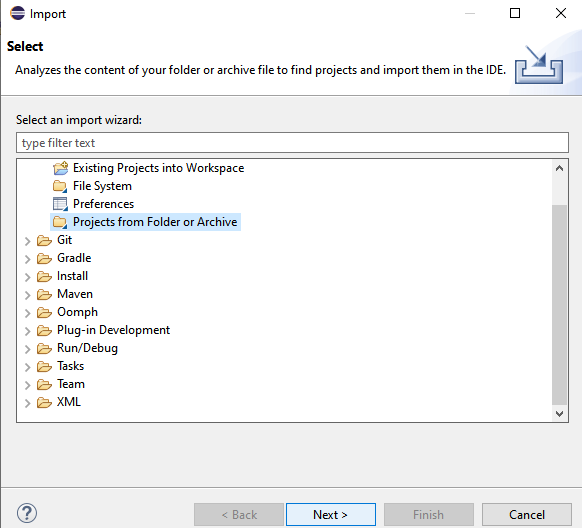 Import
Select
Analyzes the content of your folder or archive file to find projects and import them in the IDE.
Select an import wizard:
type filter text
Existing Projects into Workspace
File System
Preferences
Projects from Folder or Archive
Git
Gradle
Install
Maven
Oomph
Plug-in Development
Run/Debug
Tasks
Team
XML
? < Back Next > Finish Cancel